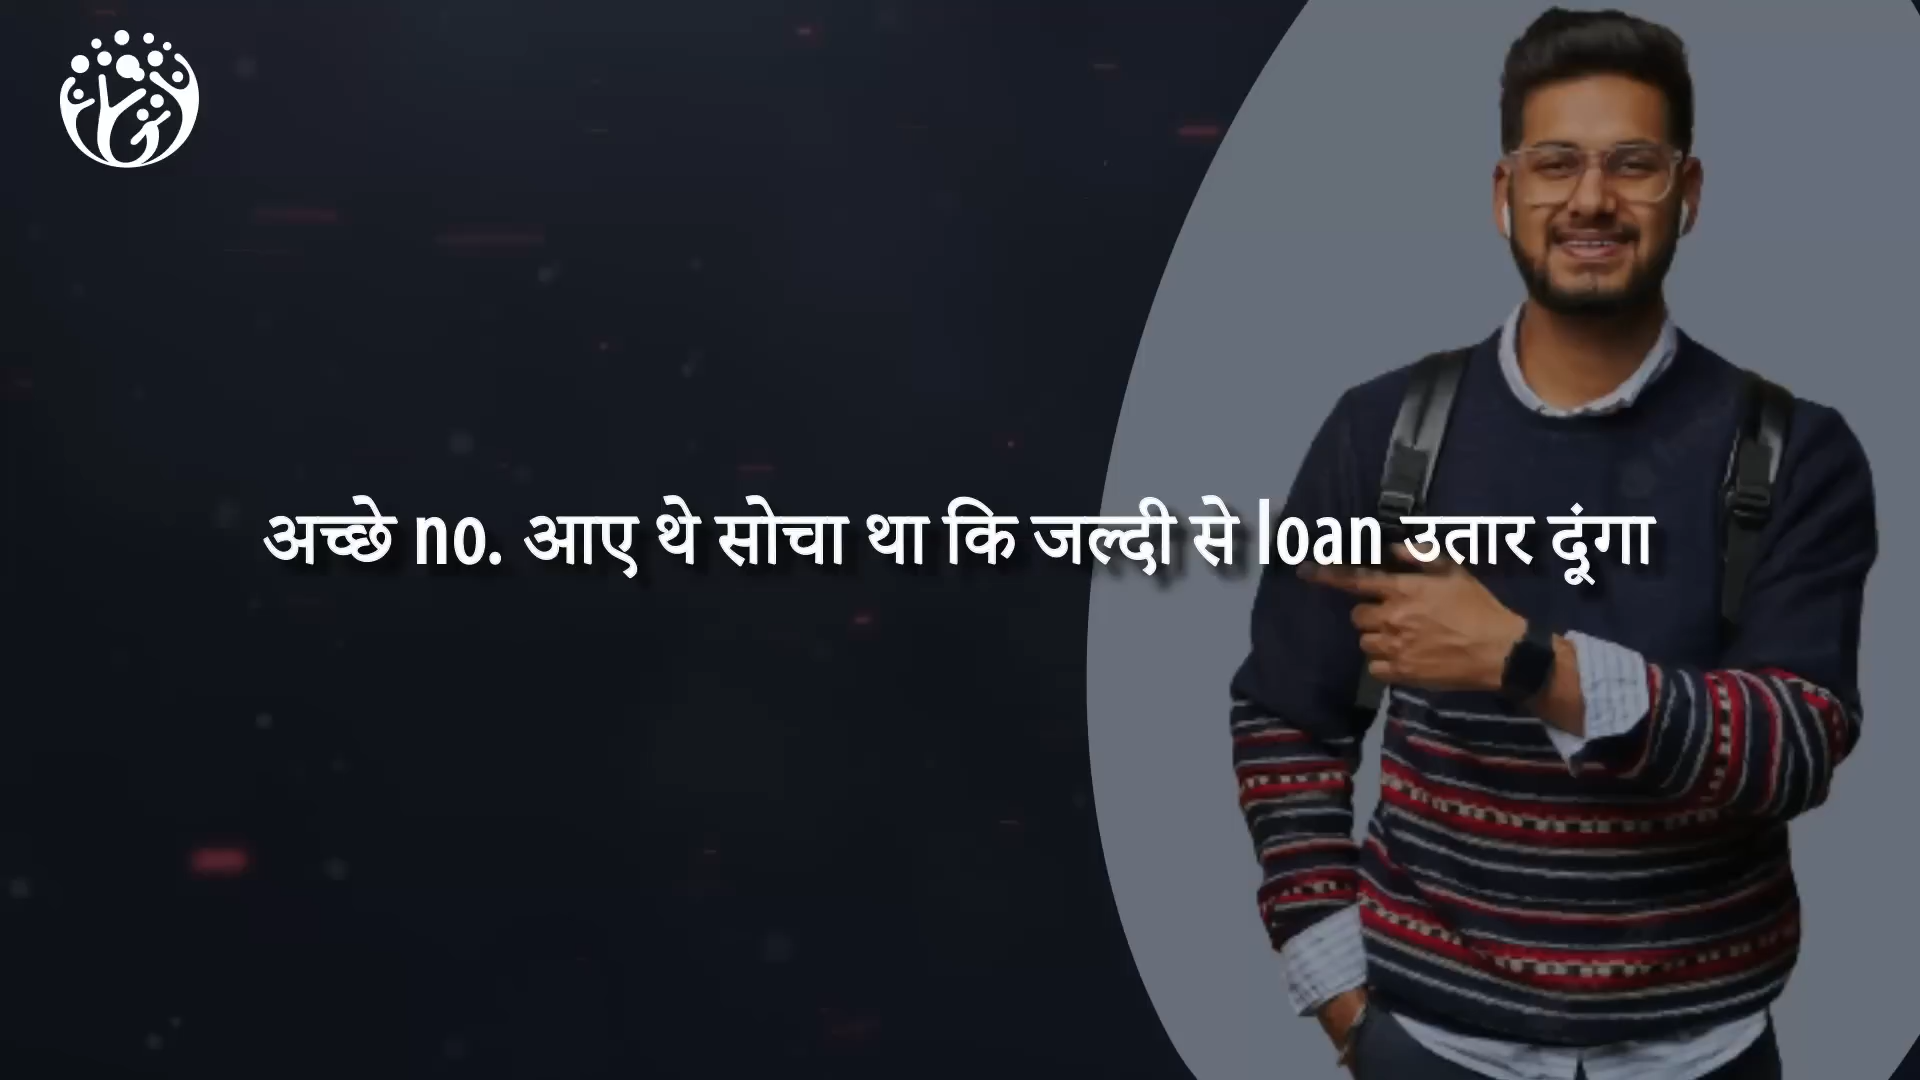 अच्छे no. आए थे सोचा था कि जल्दी से loan उतार दूंगा